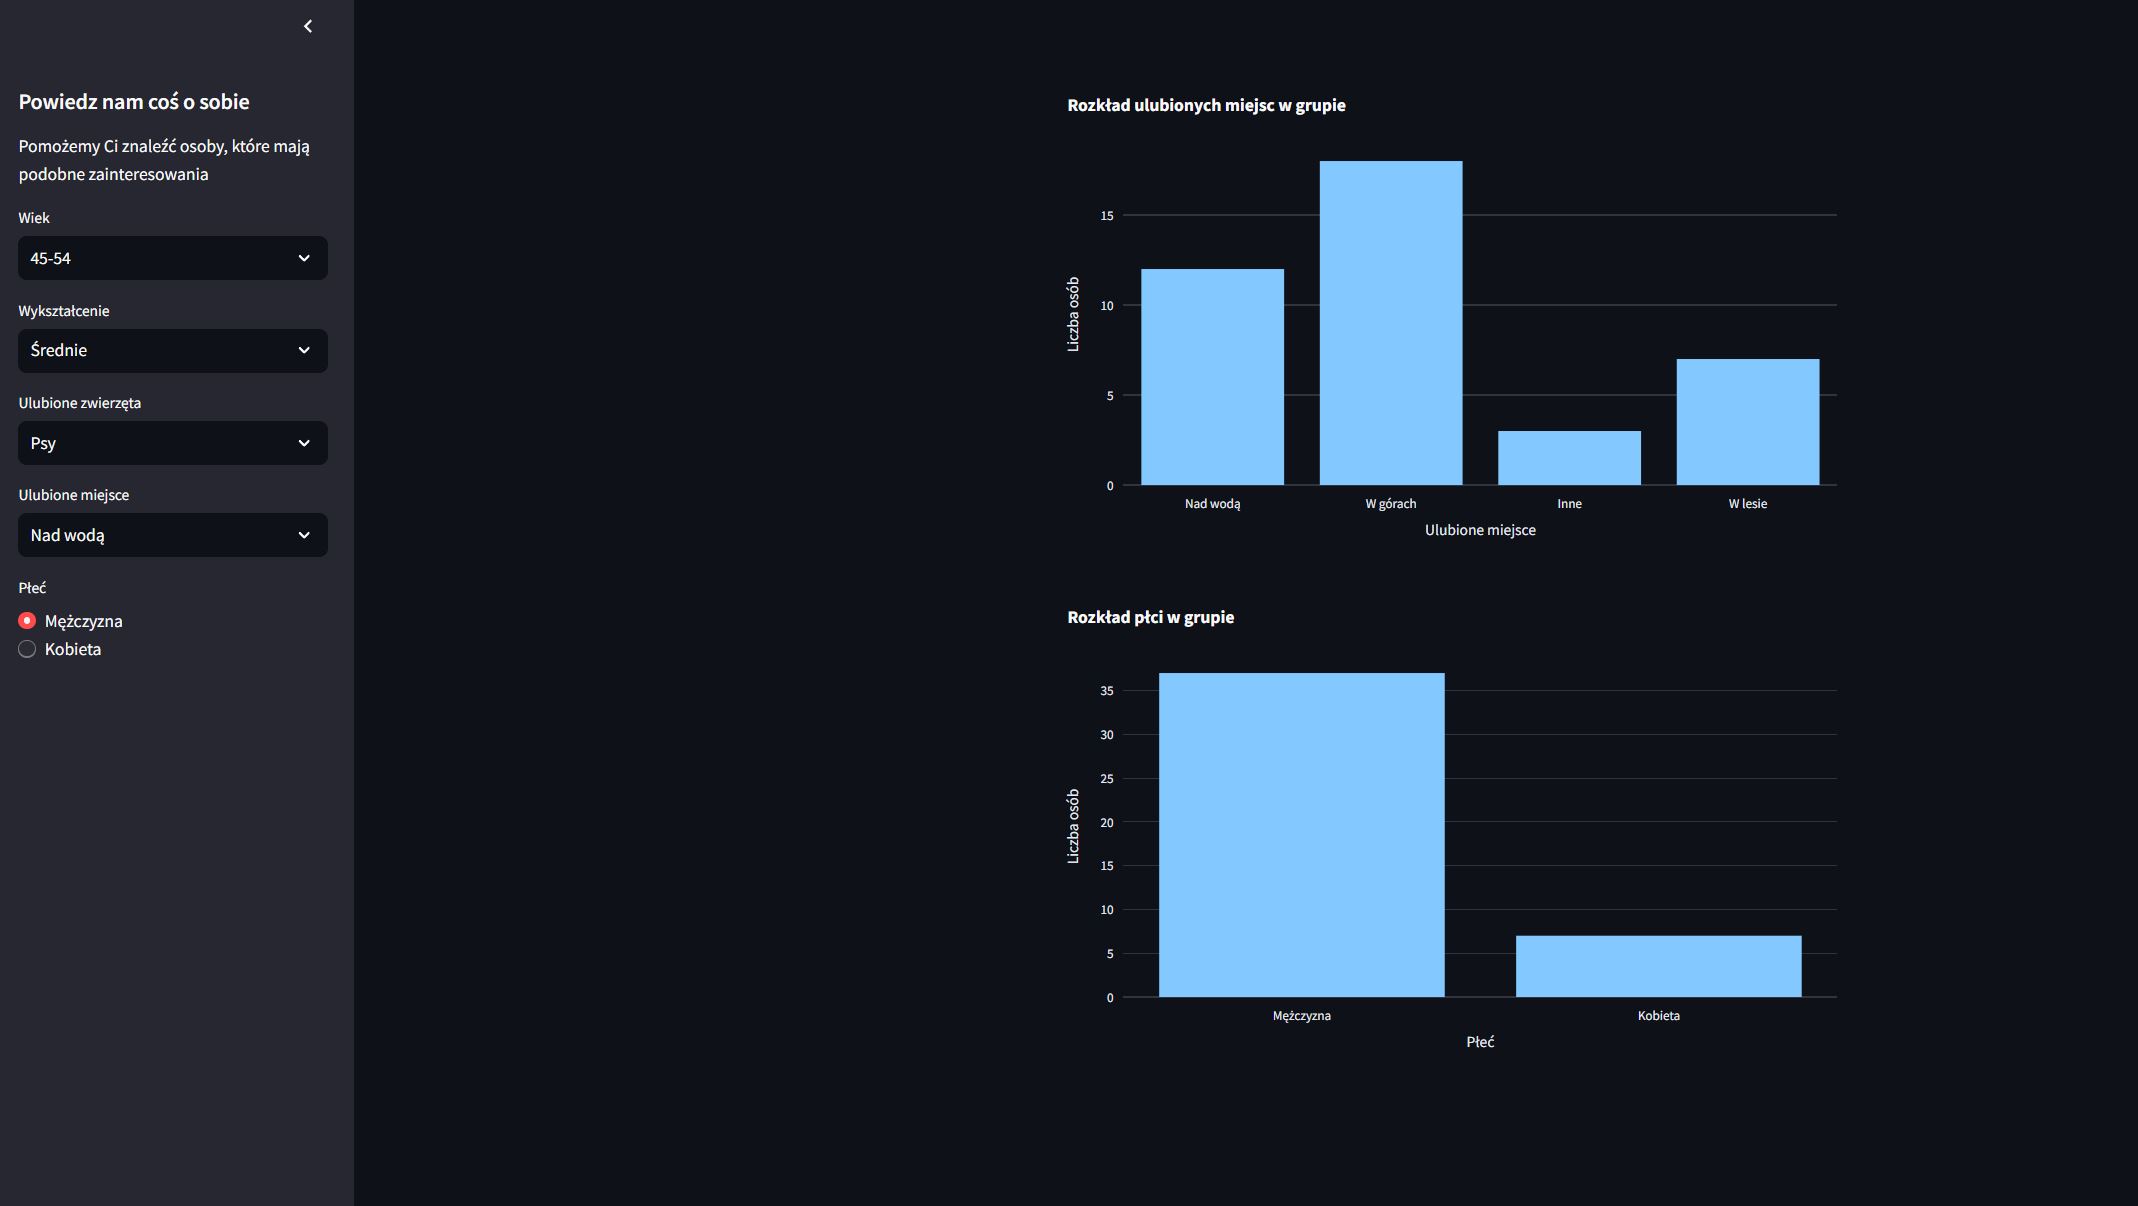 Powiedz nam coś o sobie
Pomożemy Ci znaleźć osoby, które mają
podobne zainteresowania
Wiek
45-54
Wykształcenie
Średnie
Ulubione zwierzęta
Psy
Ulubione miejsce
Nad wodą
Płeć
Mężczyzna
Kobieta
Rozkład ulubionych miejsc w grupie
Liczba osób
15
10
5
0
Nad wodą
W górach
Inne
W lesie
Ulubione miejsce
Rozkład płci w grupie
Liczba osób
35
30
25
20
15
10
5
0
Mężczyzna
Kobieta
Płeć